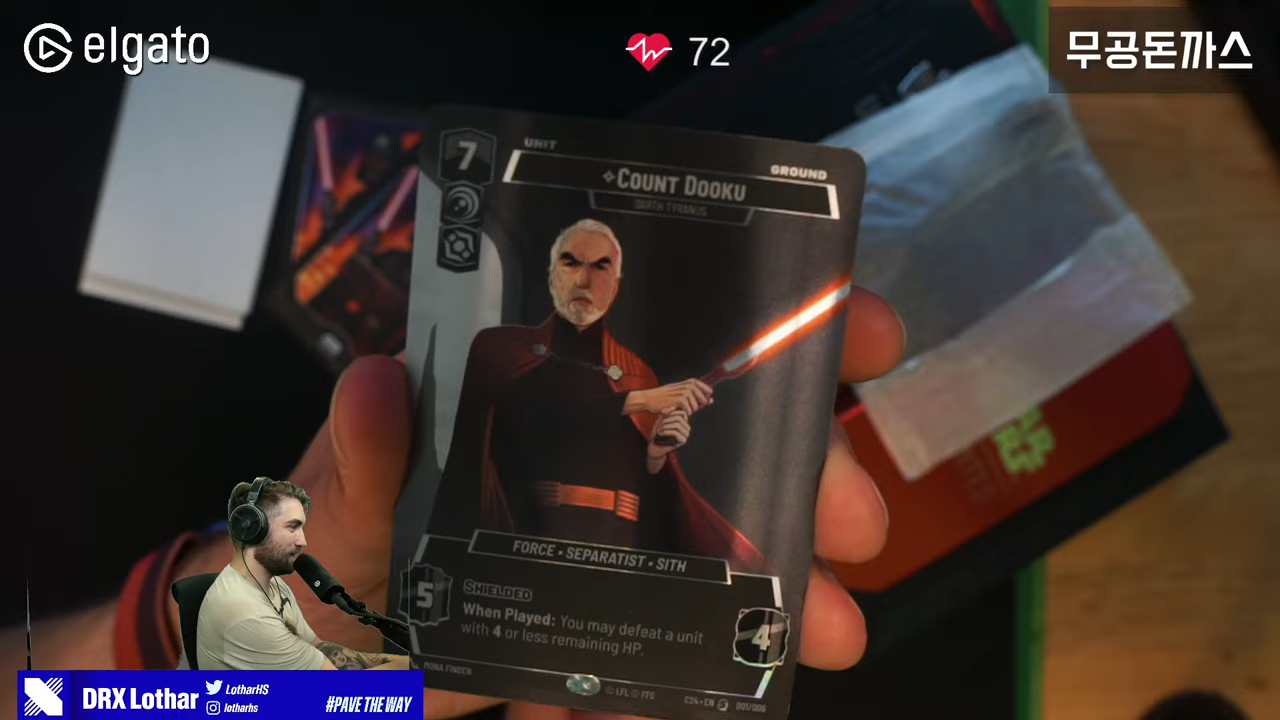 elgato
72
무공돈까스
7
UNIT
GROUND
COUNT DOOKU
DARTH TYRANUS
FORCE • SEPARATIST • SITH
5
SHIELDED
When Played: You may defeat a unit
with 4 or less remaining HP.
4
MONA FINDEN
© LFL © FFG
C24 • EN
001/006
DRX Lothar
LotharHS
lotharhs
#PAVE THE WAY